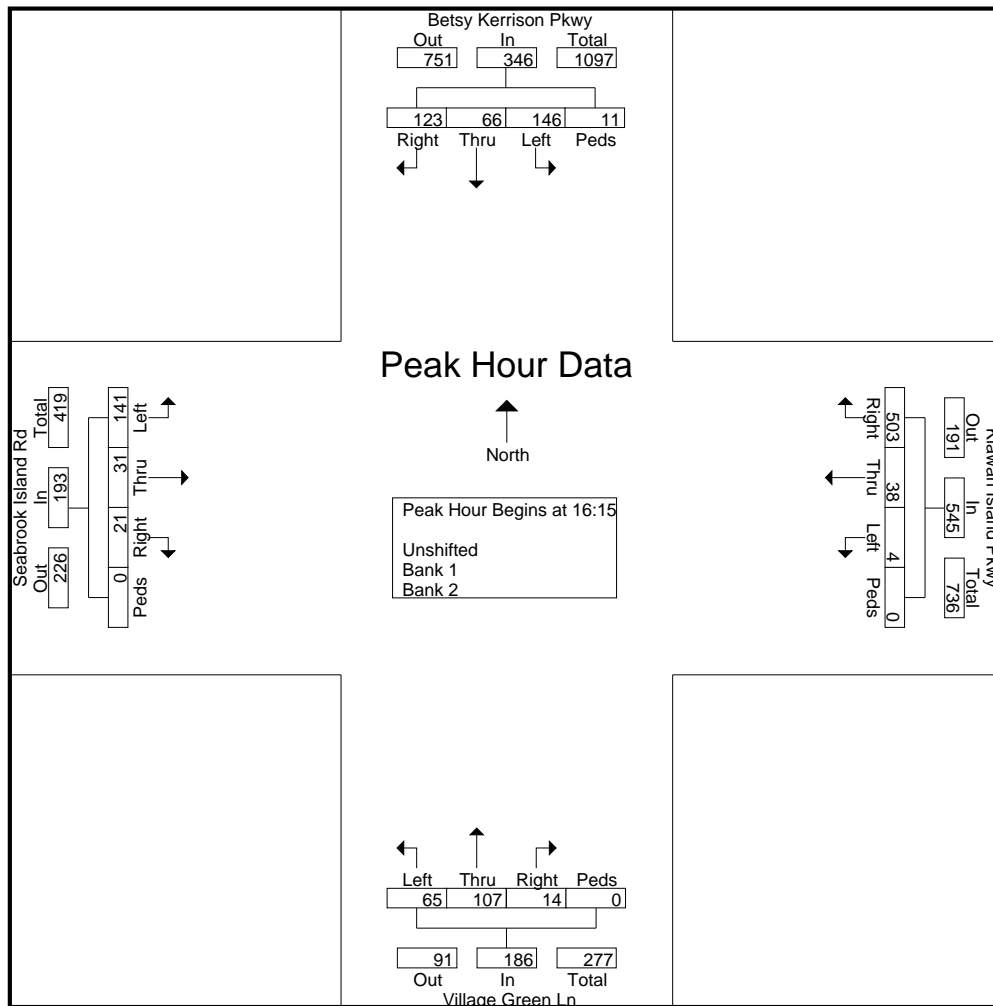 Betsy Kerrison Pkwy
Out In Total
751 346 1097
123 66 146 11
Right Thru Left Peds
Peak Hour Data
North
Peak Hour Begins at 16:15
Unshifted
Bank 1
Bank 2
Seabrook Island Rd
Out In Total
226 193 419
141 31 21 0
Left Thru Right Peds
Right Thru Left Peds
503 38 4 0
Out In Total
191 545 736
Island Pkwy
Left Thru Right Peds
65 107 14 0
91 186 277
Out In Total
Village Green Ln